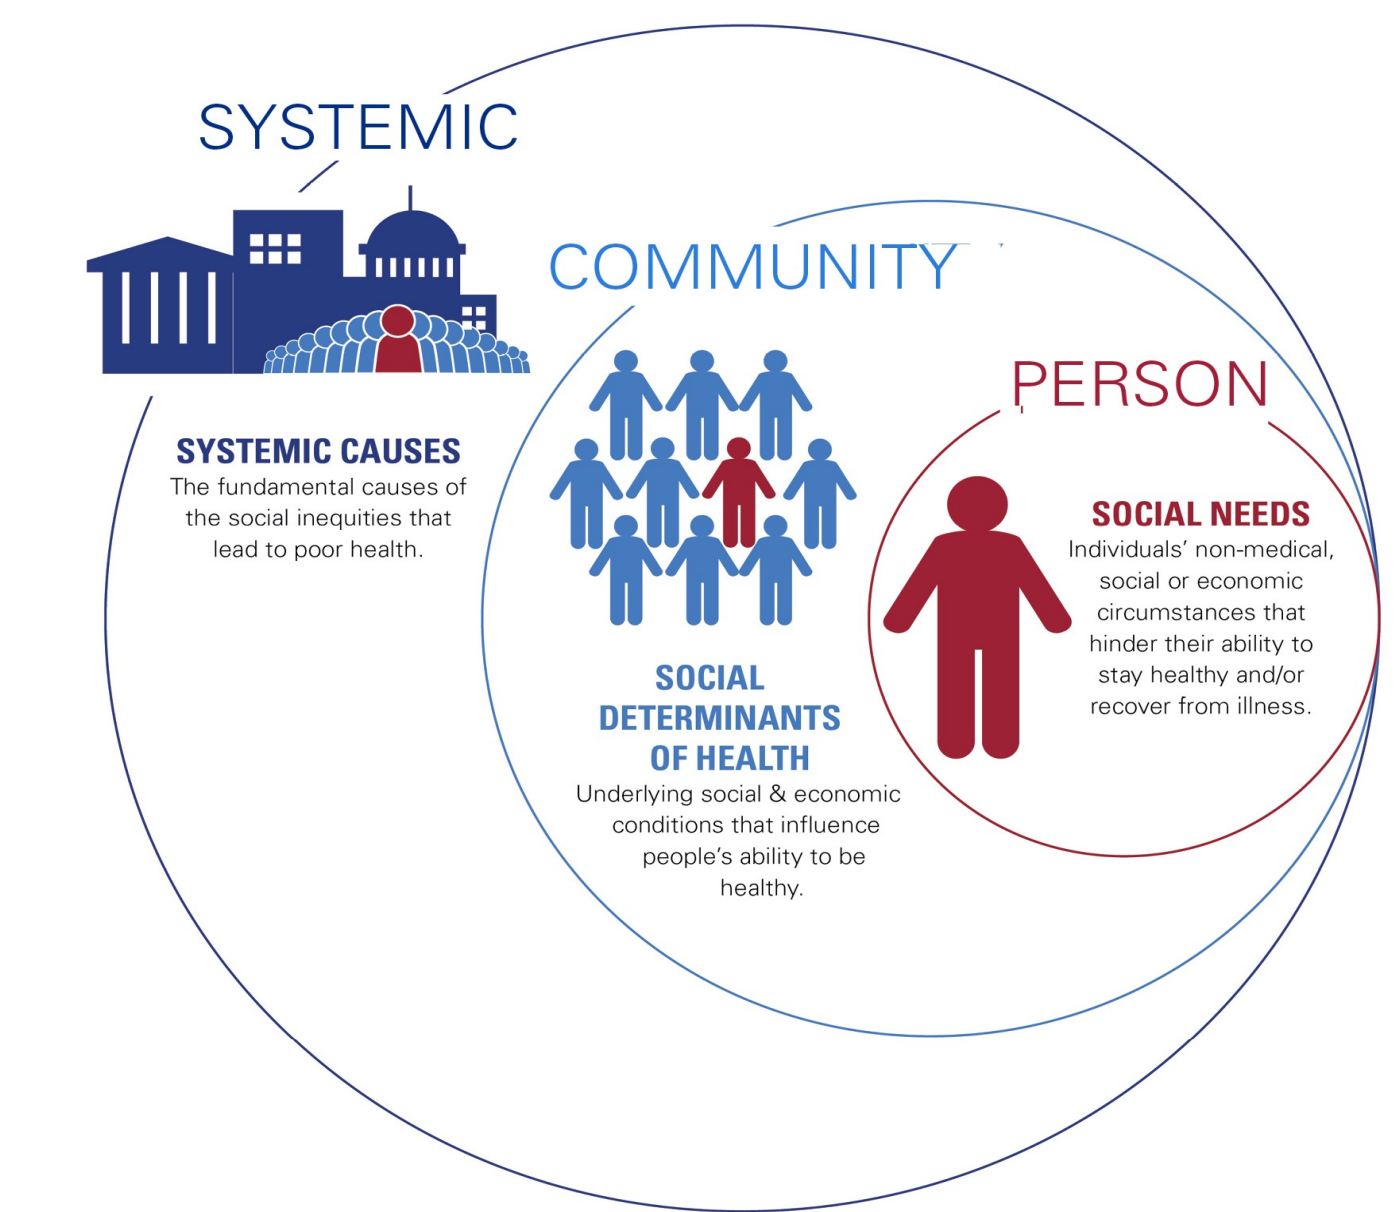 SYSTEMIC
SYSTEMIC CAUSES
The fundamental causes of
the social inequities that
lead to poor health.
COMMUNITY
SOCIAL
DETERMINANTS
OF HEALTH
Underlying social & economic
conditions that influence
people’s ability to be
healthy.
PERSON
SOCIAL NEEDS
Individuals’ non-medical,
social or economic
circumstances that
hinder their ability to
stay healthy and/or
recover from illness.